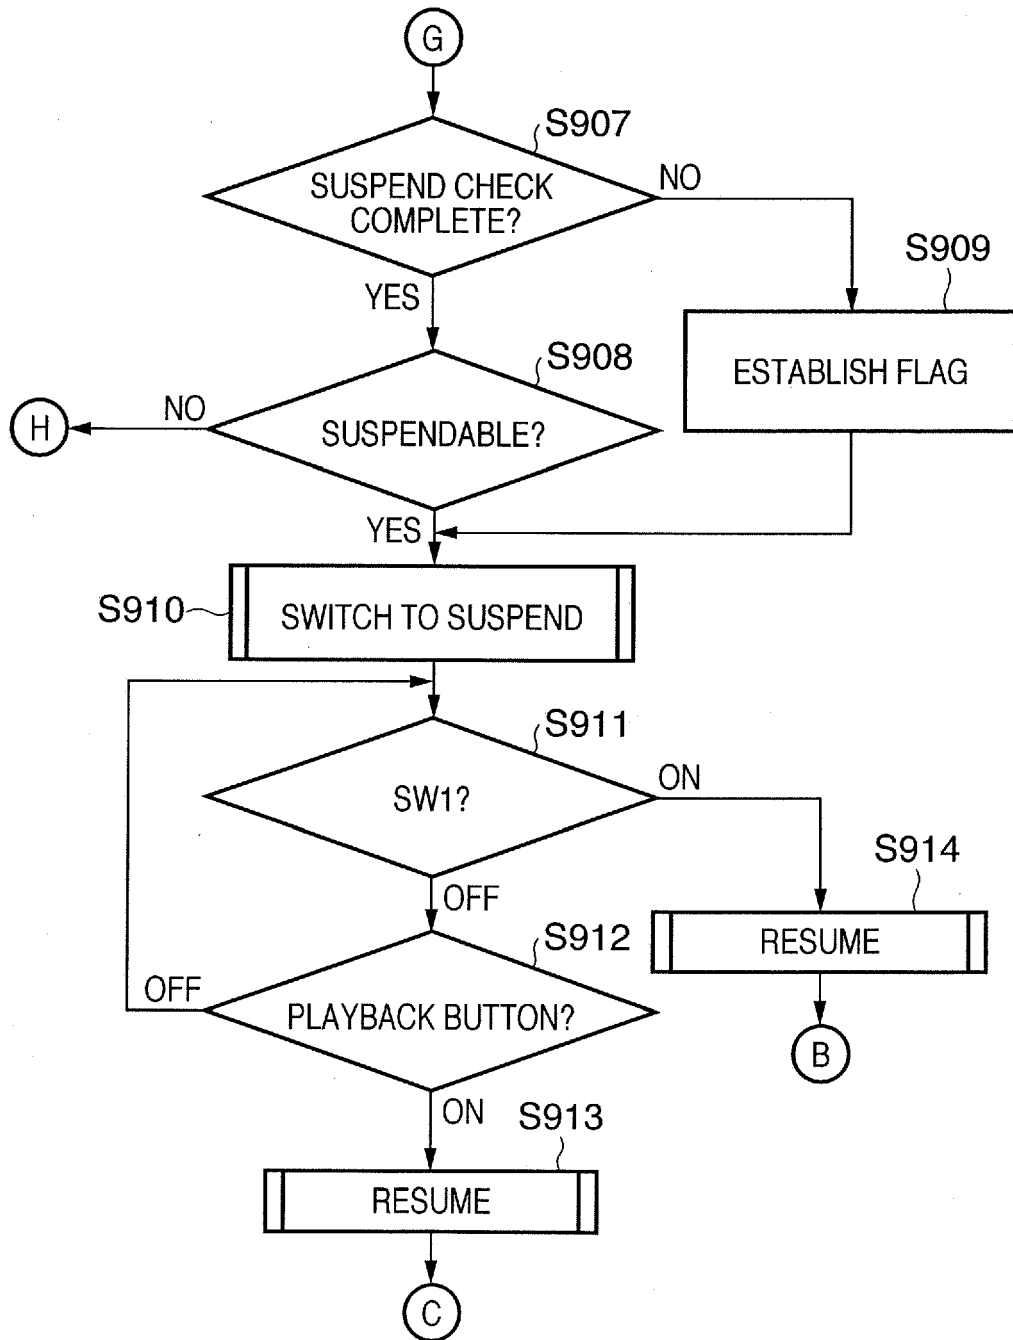 G
S907
SUSPEND CHECK
COMPLETE?
NO
YES
S909
ESTABLISH FLAG
S908
SUSPENDABLE?
NO
H
YES
S910
SWITCH TO SUSPEND
S911
SW1?
ON
OFF
S914
RESUME
B
S912
PLAYBACK BUTTON?
OFF
ON
S913
RESUME
C